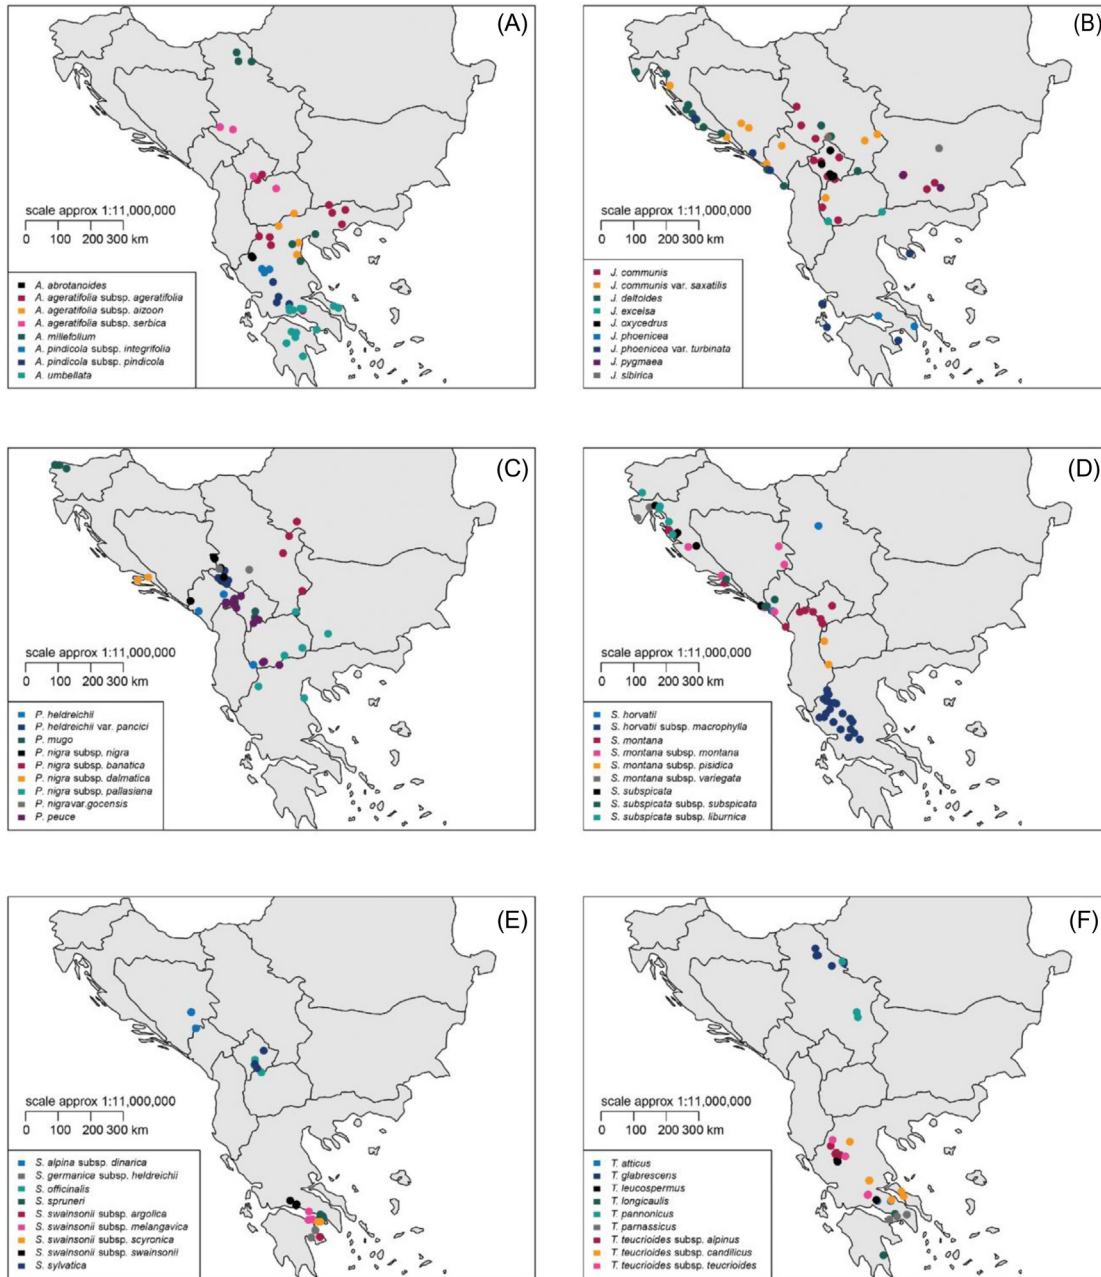 (A)
scale approx 1:11,000,000
0 100 200 300 km
A. abrotanoides
A. ageratifolia subsp. ageratifolia
A. ageratifolia subsp. aizoon
A. ageratifolia subsp. serbica
A. millefolium
A. pindicola subsp. integrifolia
A. pindicola subsp. pindicola
A. umbellata
(B)
scale approx 1:11,000,000
0 100 200 300 km
J. communis
J. communis var. saxatilis
J. deltoides
J. excelsa
J. oxycedrus
J. phoenicea
J. phoenicea var. turbinata
J. pygmaea
J. sibirica
(C)
scale approx 1:11,000,000
0 100 200 300 km
P. heldreichii
P. heldreichii var. pancici
P. mugo
P. nigra subsp. nigra
P. nigra subsp. banatica
P. nigra subsp. dalmatica
P. nigra subsp. pallasiana
P. nigravar.gocensis
P. peuce
(D)
scale approx 1:11,000,000
0 100 200 300 km
S. horvatii
S. horvatii subsp. macrophylla
S. montana
S. montana subsp. montana
S. montana subsp. pisidica
S. montana subsp. variegata
S. subspicata
S. subspicata subsp. subspicata
S. subspicata subsp. liburnica
(E)
scale approx 1:11,000,000
0 100 200 300 km
S. alpina subsp. dinarica
S. germanica subsp. heldreichii
S. officinalis
S. spruneri
S. swainsonii subsp. argolica
S. swainsonii subsp. melangavica
S. swainsonii subsp. scyronica
S. swainsonii subsp. swainsonii
S. sylvatica
(F)
scale approx 1:11,000,000
0 100 200 300 km
T. atticus
T. glabrescens
T. leucospermus
T. longicaulis
T. pannonicus
T. parnassicus
T. teucrioides subsp. alpinus
T. teucrioides subsp. candilicus
T. teucrioides subsp. teucrioides